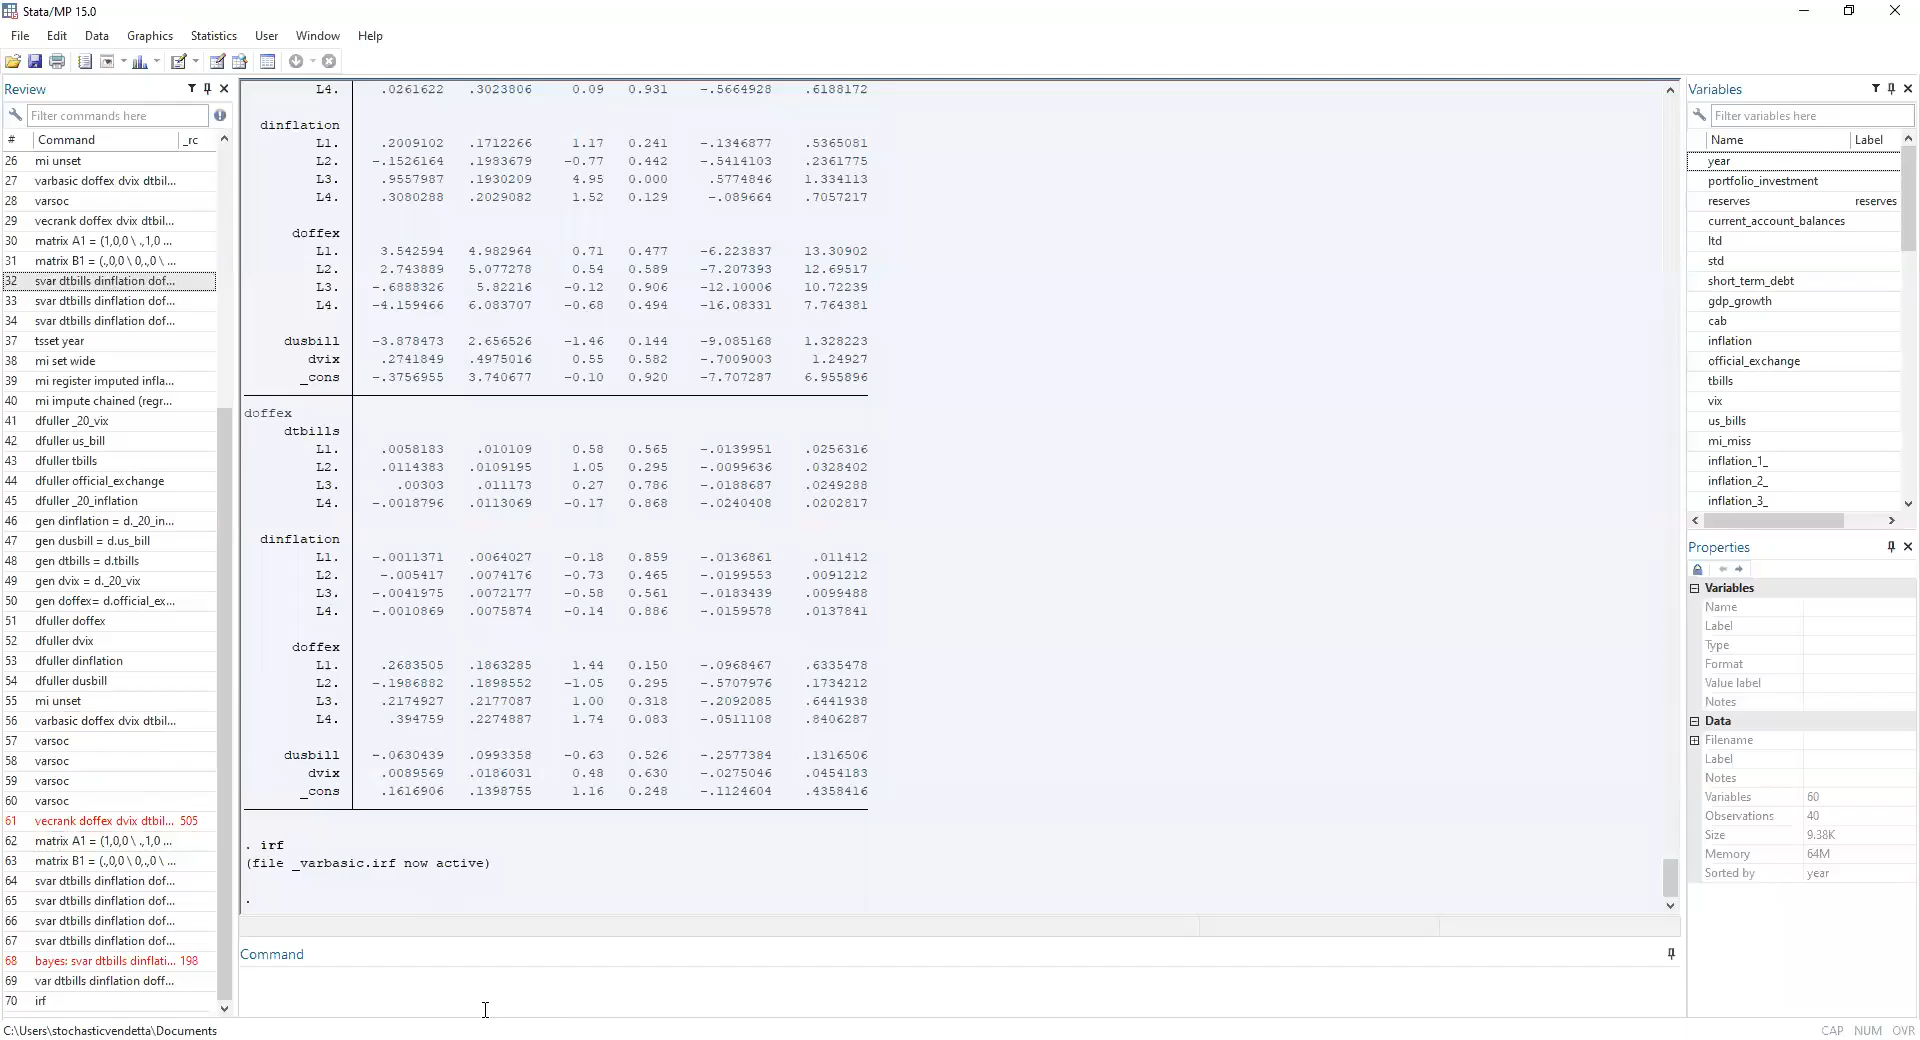 Stata/MP 15.0
File Edit Data Graphics Statistics User Window Help
Review
Filter commands here
# Command _rc
26 mi unset
27 varbasic doffex dvix dtbil...
28 varsoc
29 vecrank doffex dvix dtbil...
30 matrix A1 = (1,0,0 \ .,1,0 ...
31 matrix B1 = (.,0,0 \ 0,.,0 \ ...
32 svar dtbills dinflation dof...
33 svar dtbills dinflation dof...
34 svar dtbills dinflation dof...
37 tsset year
38 mi set wide
39 mi register imputed infla...
40 mi impute chained (regr...
41 dfuller _20_vix
42 dfuller us_bill
43 dfuller tbills
44 dfuller official_exchange
45 dfuller _20_inflation
46 gen dinflation = d._20_in...
47 gen dusbill = d.us_bill
48 gen dtbills = d.tbills
49 gen dvix = d._20_vix
50 gen doffex= d.official_ex...
51 dfuller doffex
52 dfuller dvix
53 dfuller dinflation
54 dfuller dusbill
55 mi unset
56 varbasic doffex dvix dtbil...
57 varsoc
58 varsoc
59 varsoc
60 varsoc
61 vecrank doffex dvix dtbil... 505
62 matrix A1 = (1,0,0 \ .,1,0 ...
63 matrix B1 = (.,0,0 \ 0,.,0 \ ...
64 svar dtbills dinflation dof...
65 svar dtbills dinflation dof...
66 svar dtbills dinflation dof...
67 svar dtbills dinflation dof...
68 bayes: svar dtbills dinflati... 198
69 var dtbills dinflation doff...
70 irf
L4. .0261622 .3023806 0.09 0.931 -.5664928 .6188172
dinflation
L1. .2009102 .1712266 1.17 0.241 -.1346877 .5365081
L2. -.1526164 .1983679 -0.77 0.442 -.5414103 .2361775
L3. .9557987 .1930209 4.95 0.000 .5774846 1.334113
L4. .3080288 .2029082 1.52 0.129 -.089664 .7057217
doffex
L1. 3.542594 4.982964 0.71 0.477 -6.223837 13.30902
L2. 2.743889 5.077278 0.54 0.589 -7.207393 12.69517
L3. -.6888326 5.82216 -0.12 0.906 -12.10006 10.72239
L4. -4.159466 6.083707 -0.68 0.494 -16.08331 7.764381
dusbill -3.878473 2.656526 -1.46 0.144 -9.085168 1.328223
dvix .2741849 .4975016 0.55 0.582 -.7009003 1.24927
_cons -.3756955 3.740677 -0.10 0.920 -7.707287 6.955896
doffex
dtbills
L1. .0058183 .010109 0.58 0.565 -.0139951 .0256316
L2. .0114383 .0109195 1.05 0.295 -.0099636 .0328402
L3. .00303 .011173 0.27 0.786 -.0188687 .0249288
L4. -.0018796 .0113069 -0.17 0.868 -.0240408 .0202817
dinflation
L1. -.0011371 .0064027 -0.18 0.859 -.0136861 .011412
L2. -.005417 .0074176 -0.73 0.465 -.0199553 .0091212
L3. -.0041975 .0072177 -0.58 0.561 -.0183439 .0099488
L4. -.0010869 .0075874 -0.14 0.886 -.0159578 .0137841
doffex
L1. .2683505 .1863285 1.44 0.150 -.0968467 .6335478
L2. -.1986882 .1898552 -1.05 0.295 -.5707976 .1734212
L3. .2174927 .2177087 1.00 0.318 -.2092085 .6441938
L4. .394759 .2274887 1.74 0.083 -.0511108 .8406287
dusbill -.0630439 .0993358 -0.63 0.526 -.2577384 .1316506
dvix .0089569 .0186031 0.48 0.630 -.0275046 .0454183
_cons .1616906 .1398755 1.16 0.248 -.1124604 .4358416
. irf
(file _varbasic.irf now active)
.
Command
Variables
Filter variables here
Name Label
year
portfolio_investment
reserves reserves
current_account_balances
ltd
std
short_term_debt
gdp_growth
cab
inflation
official_exchange
tbills
vix
us_bills
mi_miss
inflation_1_
inflation_2_
inflation_3_
Properties
Variables
Name
Label
Type
Format
Value label
Notes
Data
Filename
Label
Notes
Variables 60
Observations 40
Size 9.38K
Memory 64M
Sorted by year
C:\Users\stochasticvendetta\Documents
CAP NUM OVR